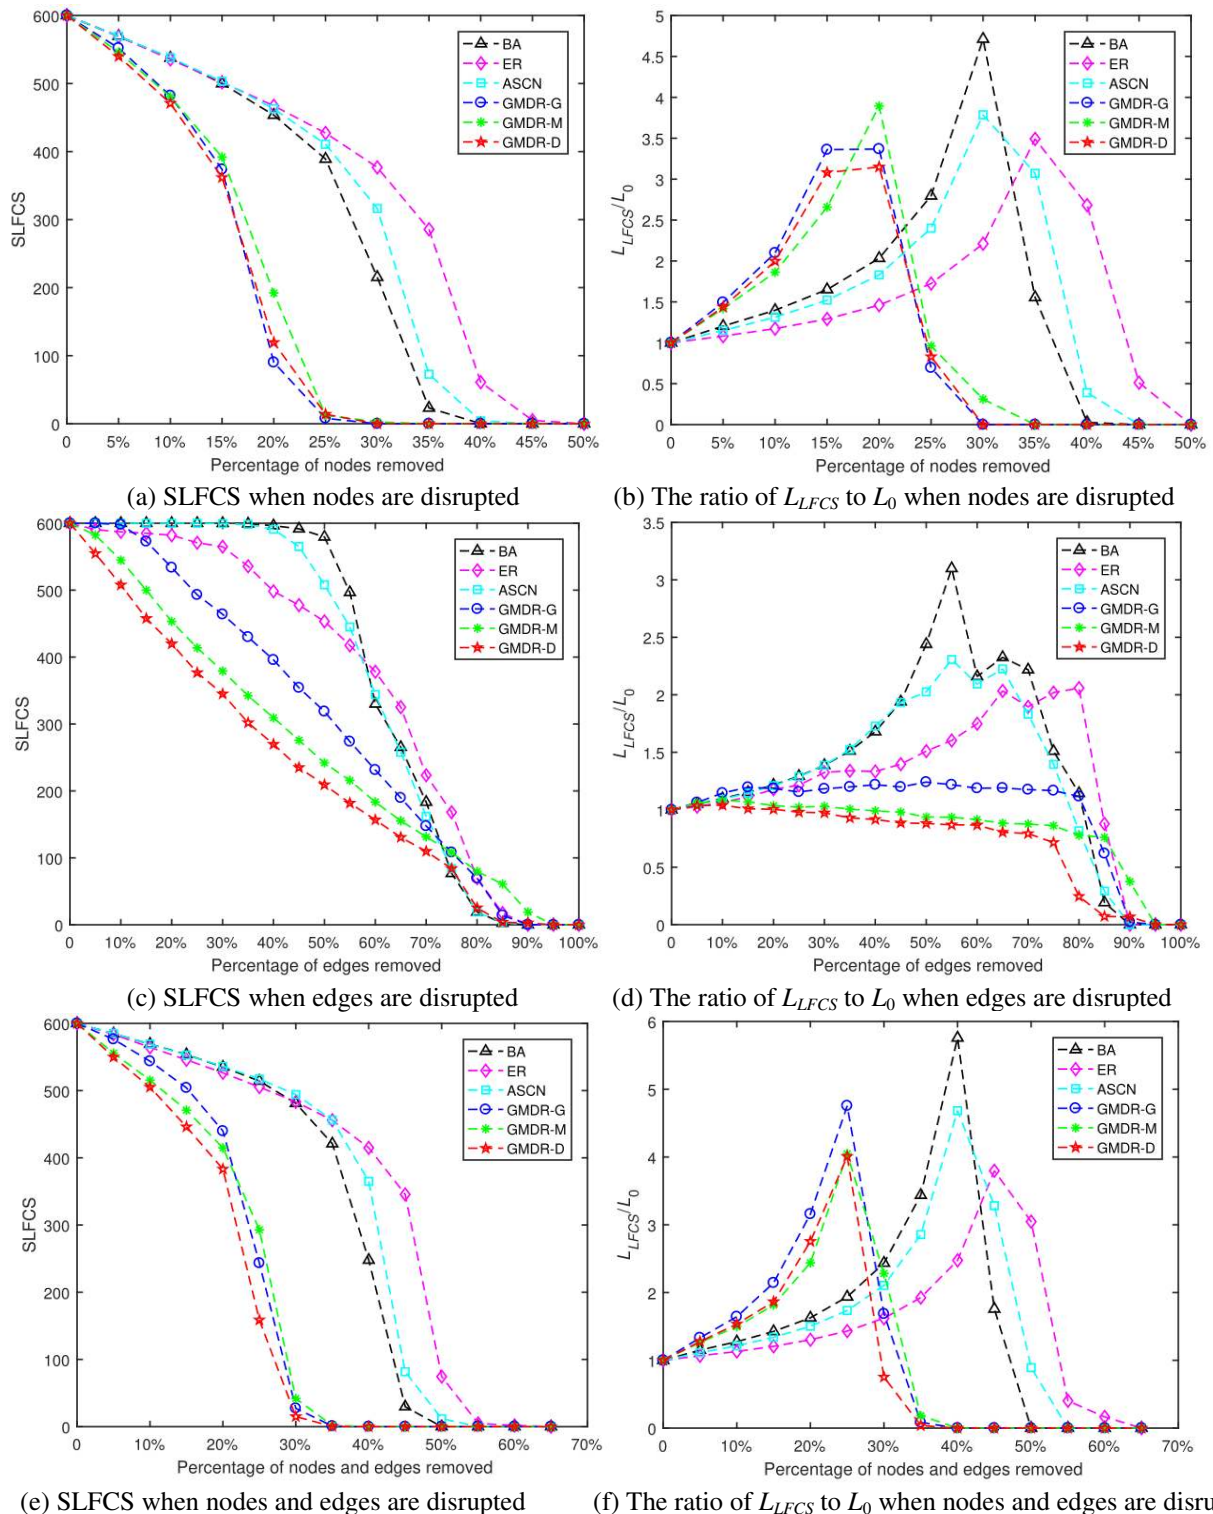 600
500
400
300
200
100
0
SLFCS
0 5% 10% 15% 20% 25% 30% 35% 40% 45% 50%
Percentage of nodes removed
BA
ER
ASCN
GMDR-G
GMDR-M
GMDR-D
(a) SLFCS when nodes are disrupted
5
4.5
4
3.5
3
2.5
2
1.5
1
0.5
0
L_LFCS/L_0
0 5% 10% 15% 20% 25% 30% 35% 40% 45% 50%
Percentage of nodes removed
BA
ER
ASCN
GMDR-G
GMDR-M
GMDR-D
(b) The ratio of L_LFCS to L_0 when nodes are disrupted
600
500
400
300
200
100
0
SLFCS
0 10% 20% 30% 40% 50% 60% 70% 80% 90% 100%
Percentage of edges removed
BA
ER
ASCN
GMDR-G
GMDR-M
GMDR-D
(c) SLFCS when edges are disrupted
3.5
3
2.5
2
1.5
1
0.5
0
L_LFCS/L_0
0 10% 20% 30% 40% 50% 60% 70% 80% 90% 100%
Percentage of edges removed
BA
ER
ASCN
GMDR-G
GMDR-M
GMDR-D
(d) The ratio of L_LFCS to L_0 when edges are disrupted
600
500
400
300
200
100
0
SLFCS
0 10% 20% 30% 40% 50% 60% 70%
Percentage of nodes and edges removed
BA
ER
ASCN
GMDR-G
GMDR-M
GMDR-D
(e) SLFCS when nodes and edges are disrupted
6
5
4
3
2
1
0
L_LFCS/L_0
10% 20% 30% 40% 50% 60% 70%
Percentage of nodes and edges removed
BA
ER
ASCN
GMDR-G
GMDR-M
GMDR-D
(f) The ratio of L_LFCS to L_0 when nodes and edges are disru